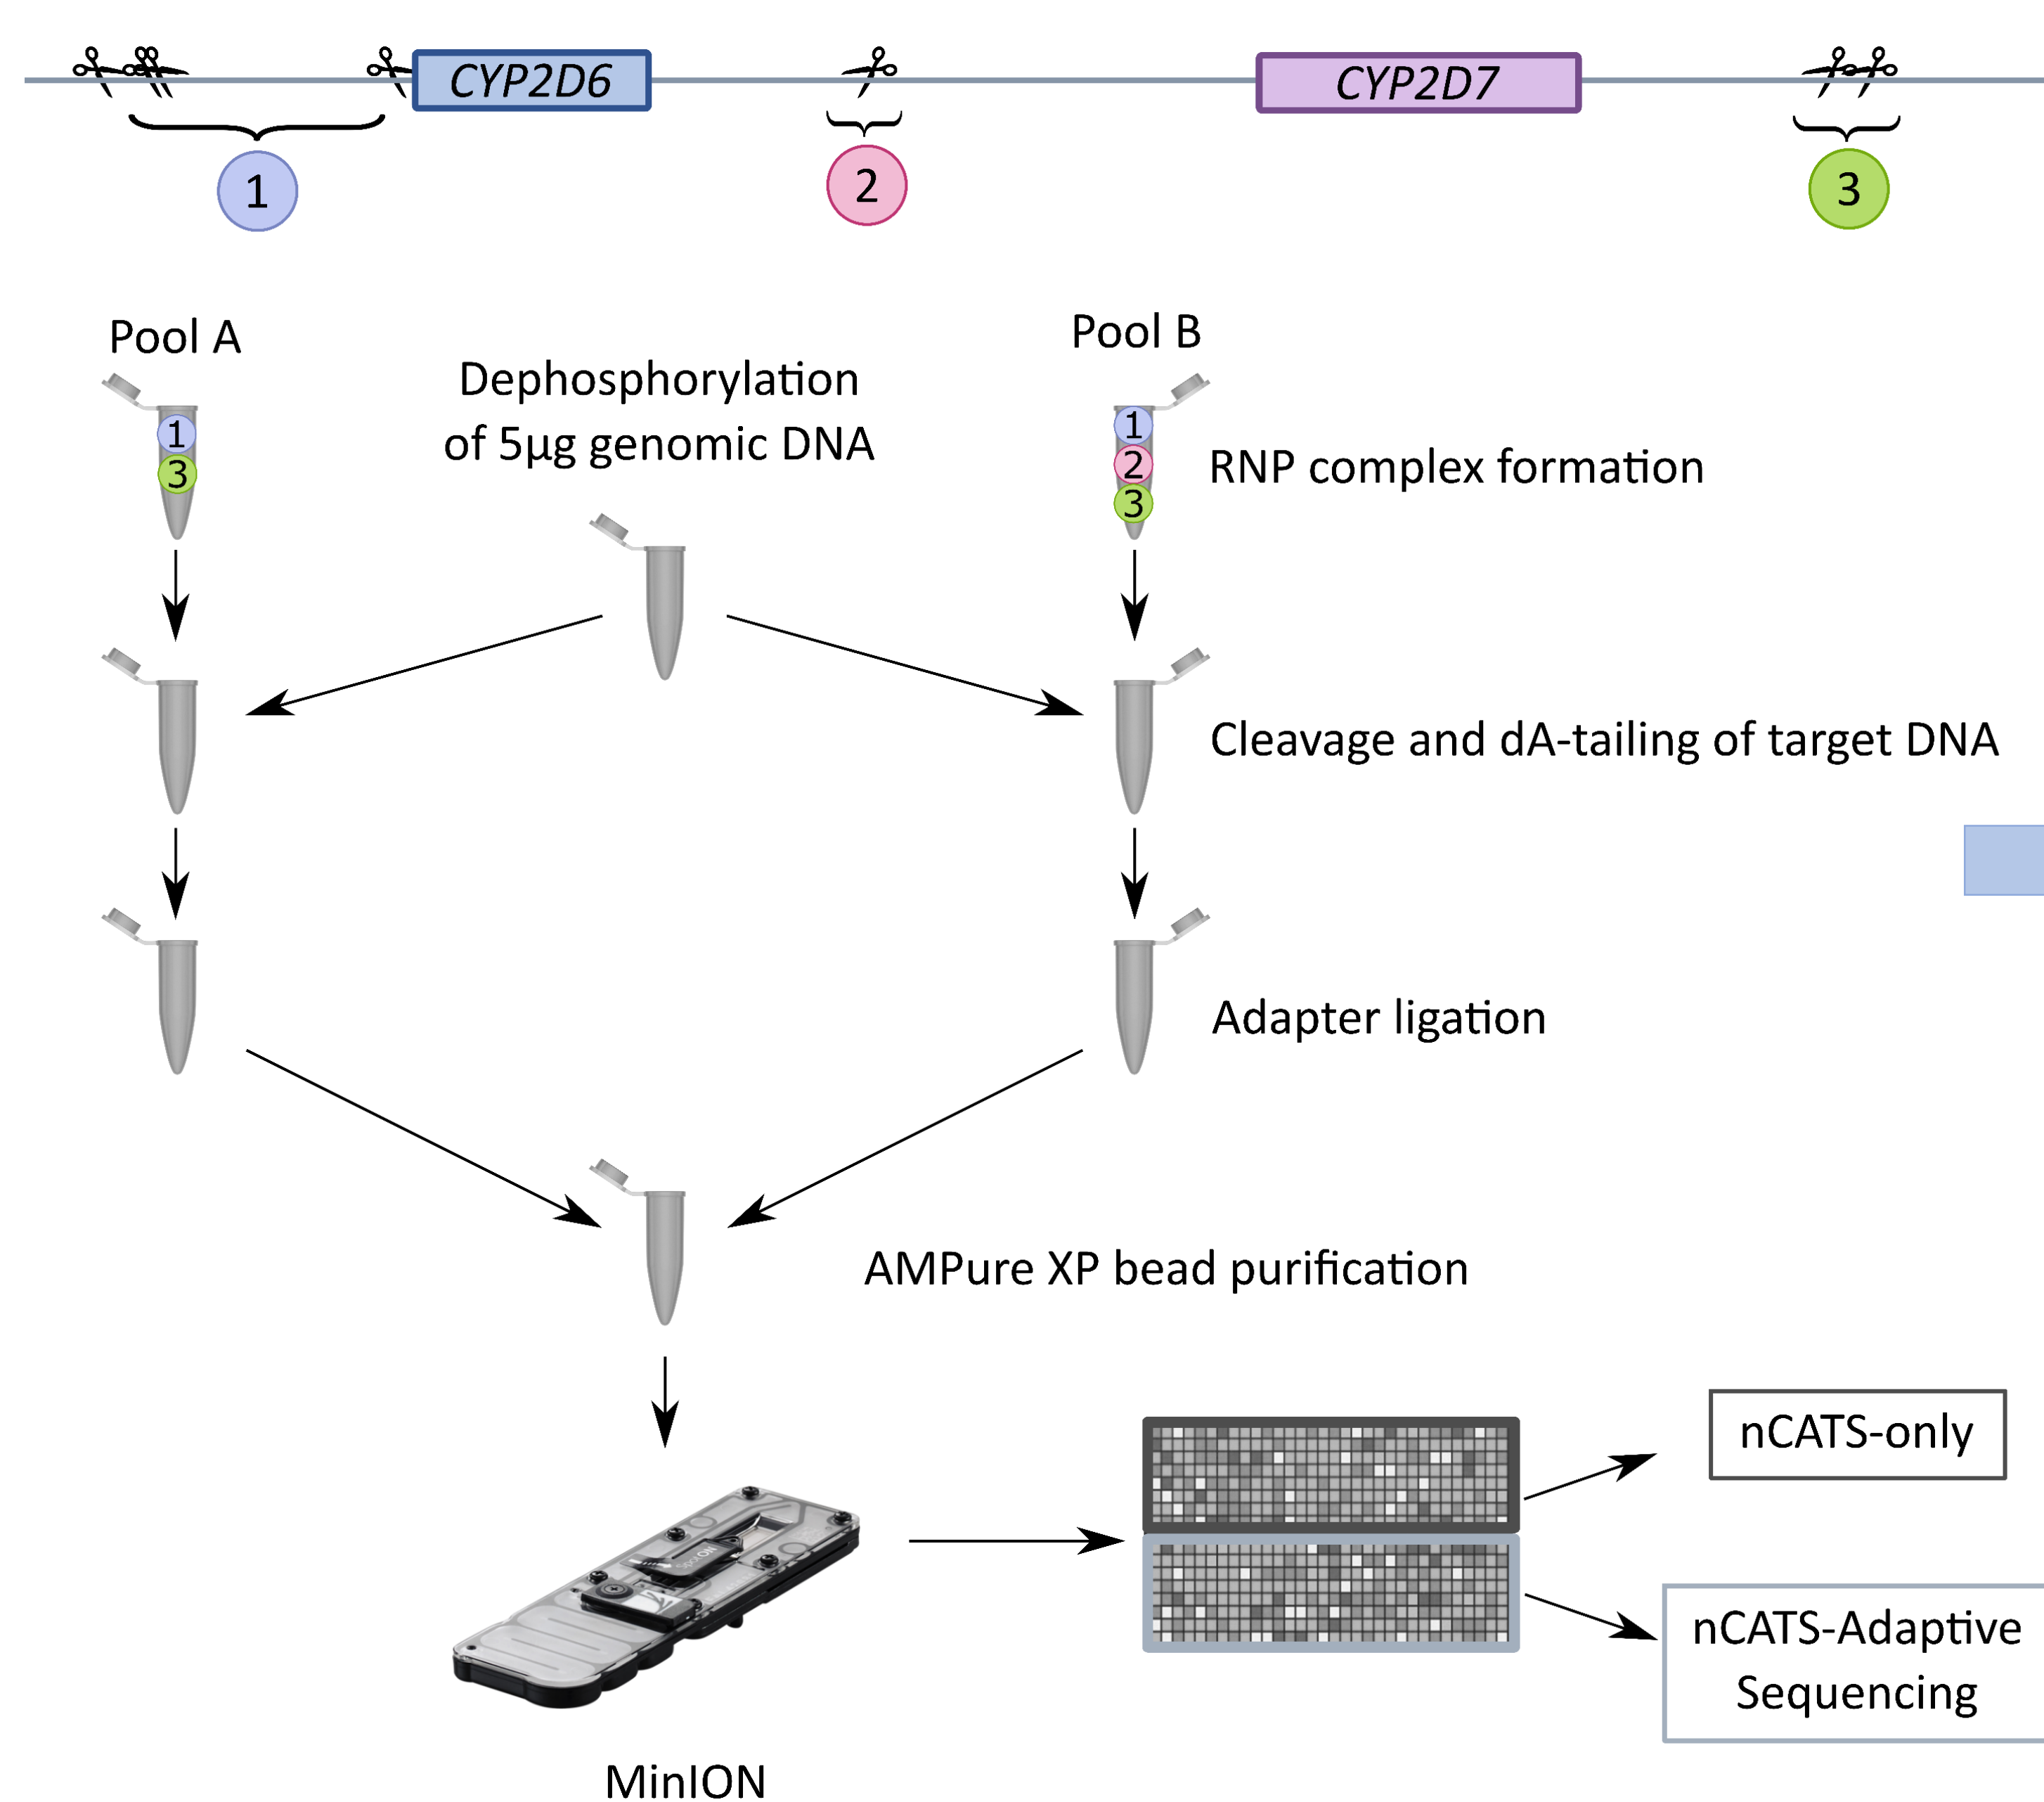 CYP2D6
CYP2D7
1
2
3
Pool A
Pool B
Dephosphorylation
of 5µg genomic DNA
1
3
1
2
3
RNP complex formation
Cleavage and dA-tailing of target DNA
Adapter ligation
AMPure XP bead purification
nCATS-only
SpotON
nCATS-Adaptive
Sequencing
MinION